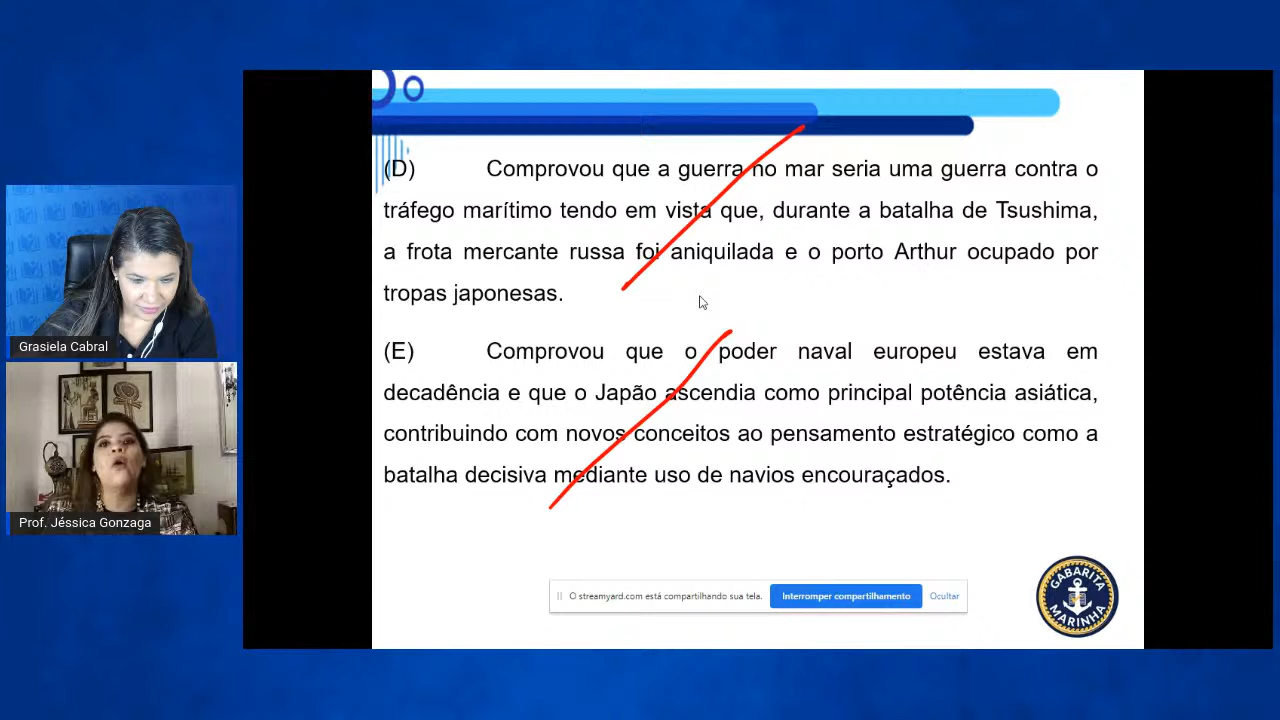 (D) Comprovou que a guerra no mar seria uma guerra contra o
tráfego marítimo tendo em vista que, durante a batalha de Tsushima,
a frota mercante russa foi aniquilada e o porto Arthur ocupado por
tropas japonesas.
(E) Comprovou que o poder naval europeu estava em
decadência e que o Japão ascendia como principal potência asiática,
contribuindo com novos conceitos ao pensamento estratégico como a
batalha decisiva mediante uso de navios encouraçados.
Grasiela Cabral
Prof. Jéssica Gonzaga
O streamyard.com está compartilhando sua tela. Interromper compartilhamento Ocultar
GABARITA
MARINHA